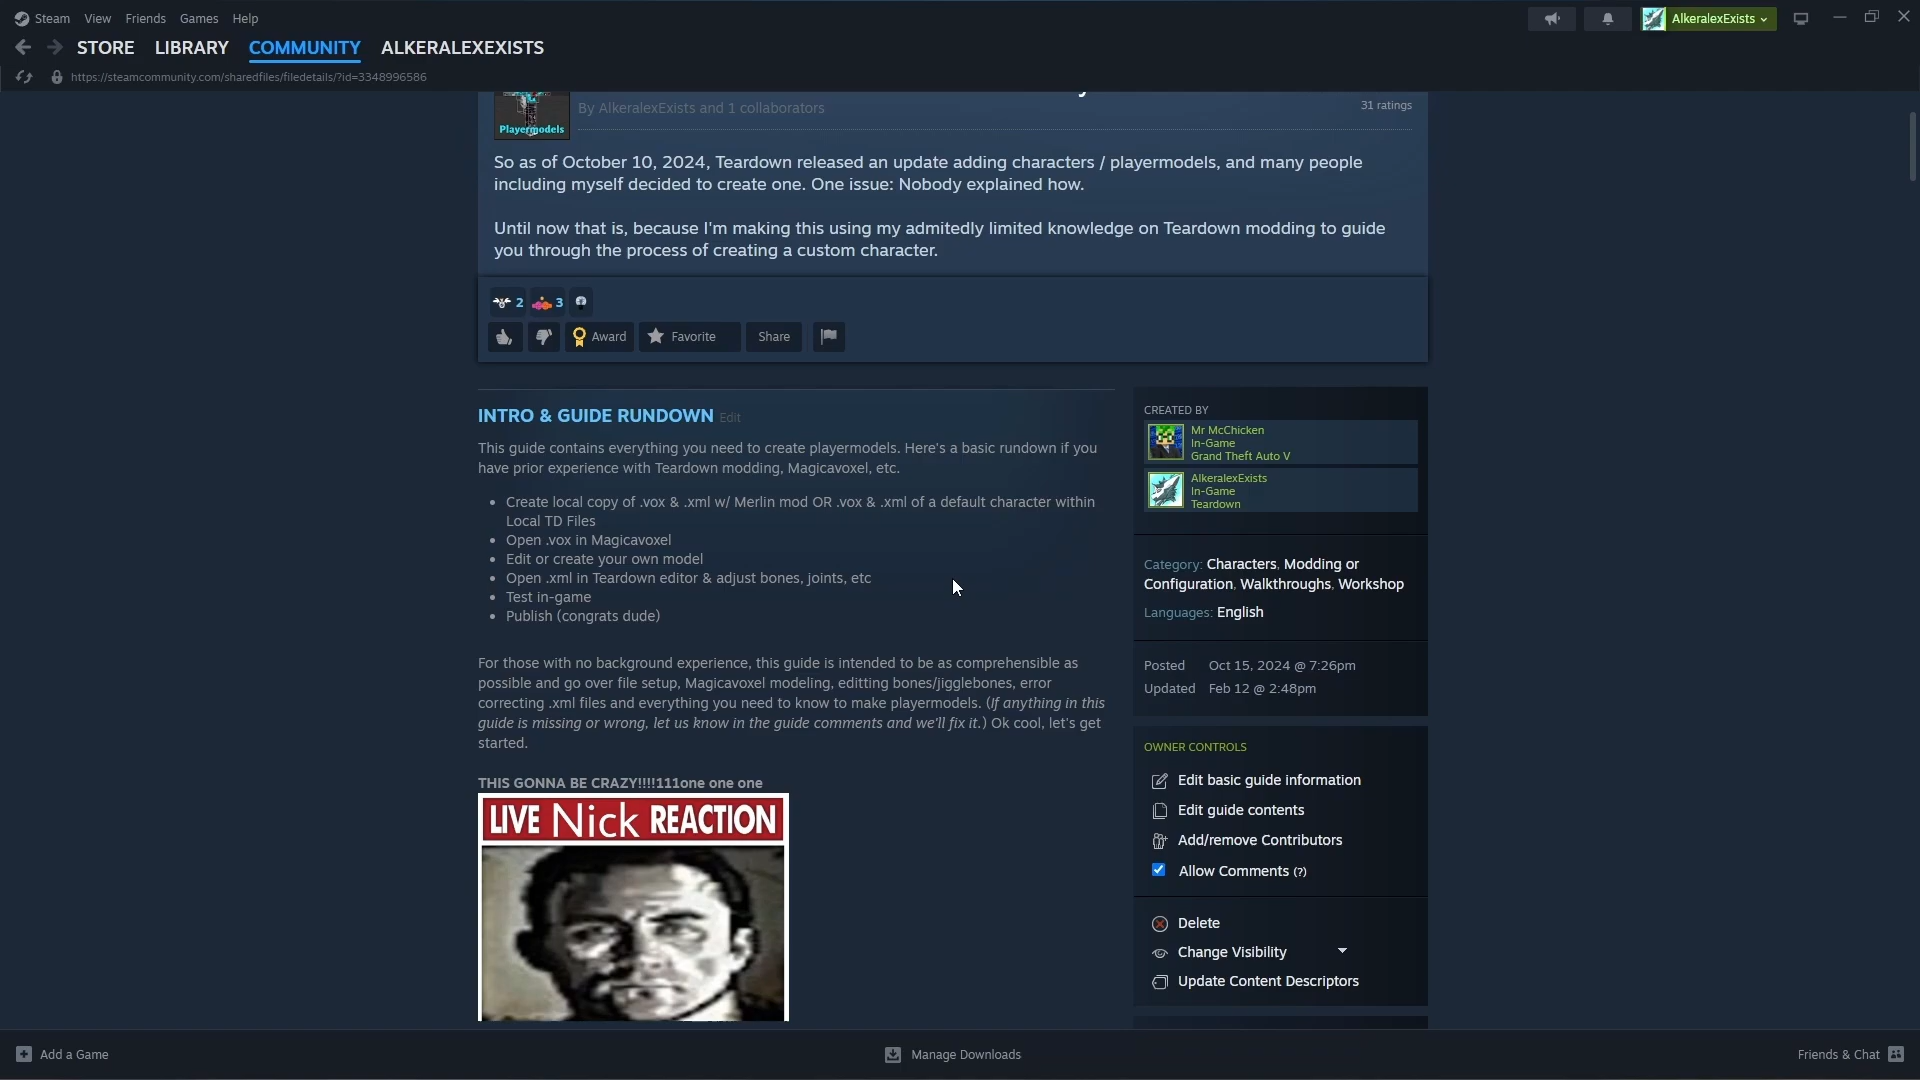 Steam View Friends Games Help
AlkeralexExists
STORE LIBRARY COMMUNITY ALKERALEXEXISTS
https://steamcommunity.com/sharedfiles/filedetails/?id=3348996586
Playermodels
By AlkeralexExists and 1 collaborators
31 ratings
So as of October 10, 2024, Teardown released an update adding characters / playermodels, and many people
including myself decided to create one. One issue: Nobody explained how.
Until now that is, because I'm making this using my admitedly limited knowledge on Teardown modding to guide
you through the process of creating a custom character.
2 3
Award Favorite Share
INTRO & GUIDE RUNDOWN Edit
This guide contains everything you need to create playermodels. Here's a basic rundown if you
have prior experience with Teardown modding, Magicavoxel, etc.
• Create local copy of .vox & .xml w/ Merlin mod OR .vox & .xml of a default character within
Local TD Files
• Open .vox in Magicavoxel
• Edit or create your own model
• Open .xml in Teardown editor & adjust bones, joints, etc
• Test in-game
• Publish (congrats dude)
For those with no background experience, this guide is intended to be as comprehensible as
possible and go over file setup, Magicavoxel modeling, editting bones/jigglebones, error
correcting .xml files and everything you need to know to make playermodels. (If anything in this
guide is missing or wrong, let us know in the guide comments and we'll fix it.) Ok cool, let's get
started.
THIS GONNA BE CRAZY!!!!111one one one
LIVE Nick REACTION
CREATED BY
Mr McChicken
In-Game
Grand Theft Auto V
AlkeralexExists
In-Game
Teardown
Category: Characters, Modding or
Configuration, Walkthroughs, Workshop
Languages: English
Posted Oct 15, 2024 @ 7:26pm
Updated Feb 12 @ 2:48pm
OWNER CONTROLS
Edit basic guide information
Edit guide contents
Add/remove Contributors
Allow Comments (?)
Delete
Change Visibility
Update Content Descriptors
Add a Game
Manage Downloads
Friends & Chat